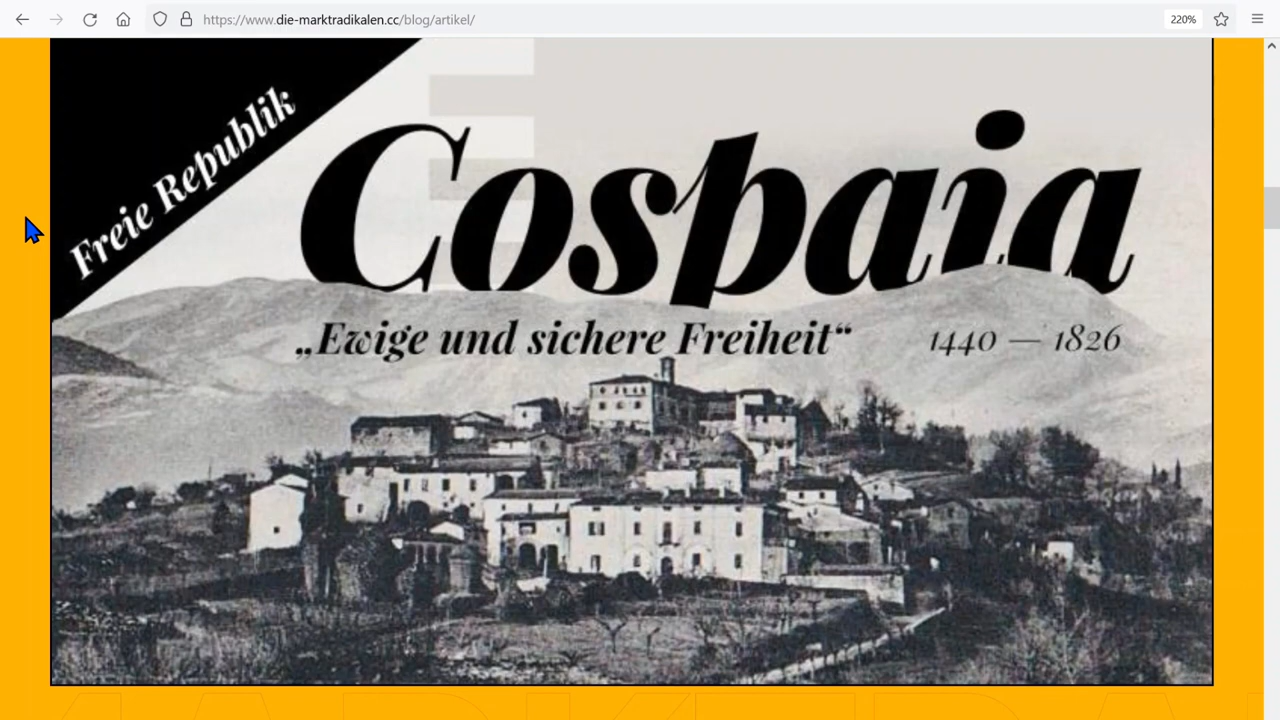 https://www.die-marktradikalen.cc/blog/artikel/
220%
Freie Republik
Cospaia
„Ewige und sichere Freiheit“
1440 — 1826